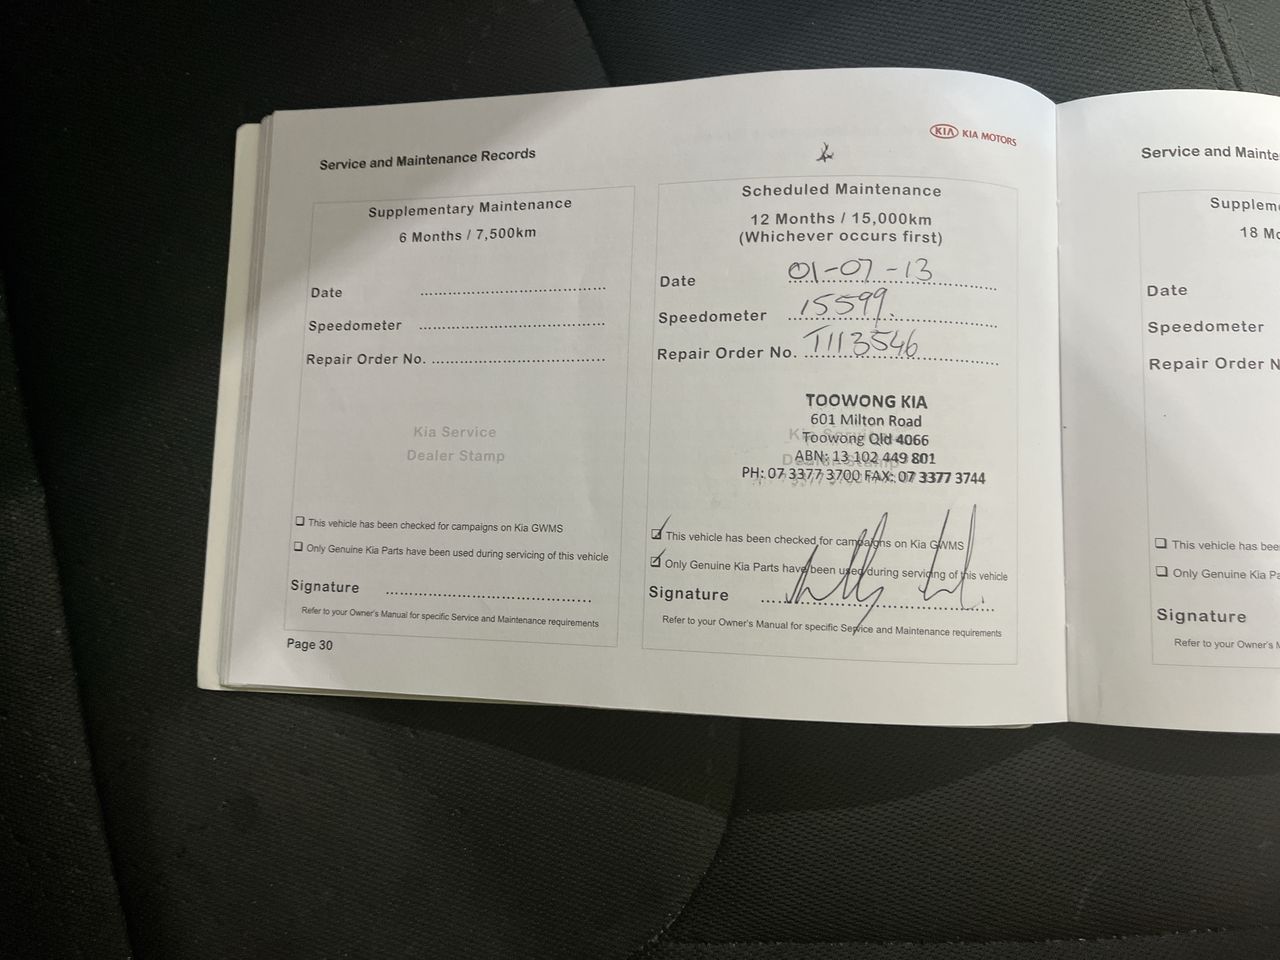 KIA KIA MOTORS
Service and Maintenance Records
Supplementary Maintenance
6 Months / 7,500km
Date
Speedometer
Repair Order No.
Kia Service
Dealer Stamp
This vehicle has been checked for campaigns on Kia GWMS
Only Genuine Kia Parts have been used during servicing of this vehicle
Signature
Refer to your Owner's Manual for specific Service and Maintenance requirements
Page 30
Scheduled Maintenance
12 Months / 15,000km
(Whichever occurs first)
Date 01-07-13
Speedometer 15599.
Repair Order No. T113546
TOOWONG KIA
601 Milton Road
Toowong Qld 4066
ABN: 13 102 449 801
PH: 07 3377 3700 FAX: 07 3377 3744
This vehicle has been checked for campaigns on Kia GWMS
Only Genuine Kia Parts have been used during servicing of this vehicle
Signature
Refer to your Owner's Manual for specific Service and Maintenance requirements
Service and Mainte
Supplem
18 Mo
Date
Speedometer
Repair Order N
This vehicle has bee
Only Genuine Kia Pa
Signature
Refer to your Owner's M